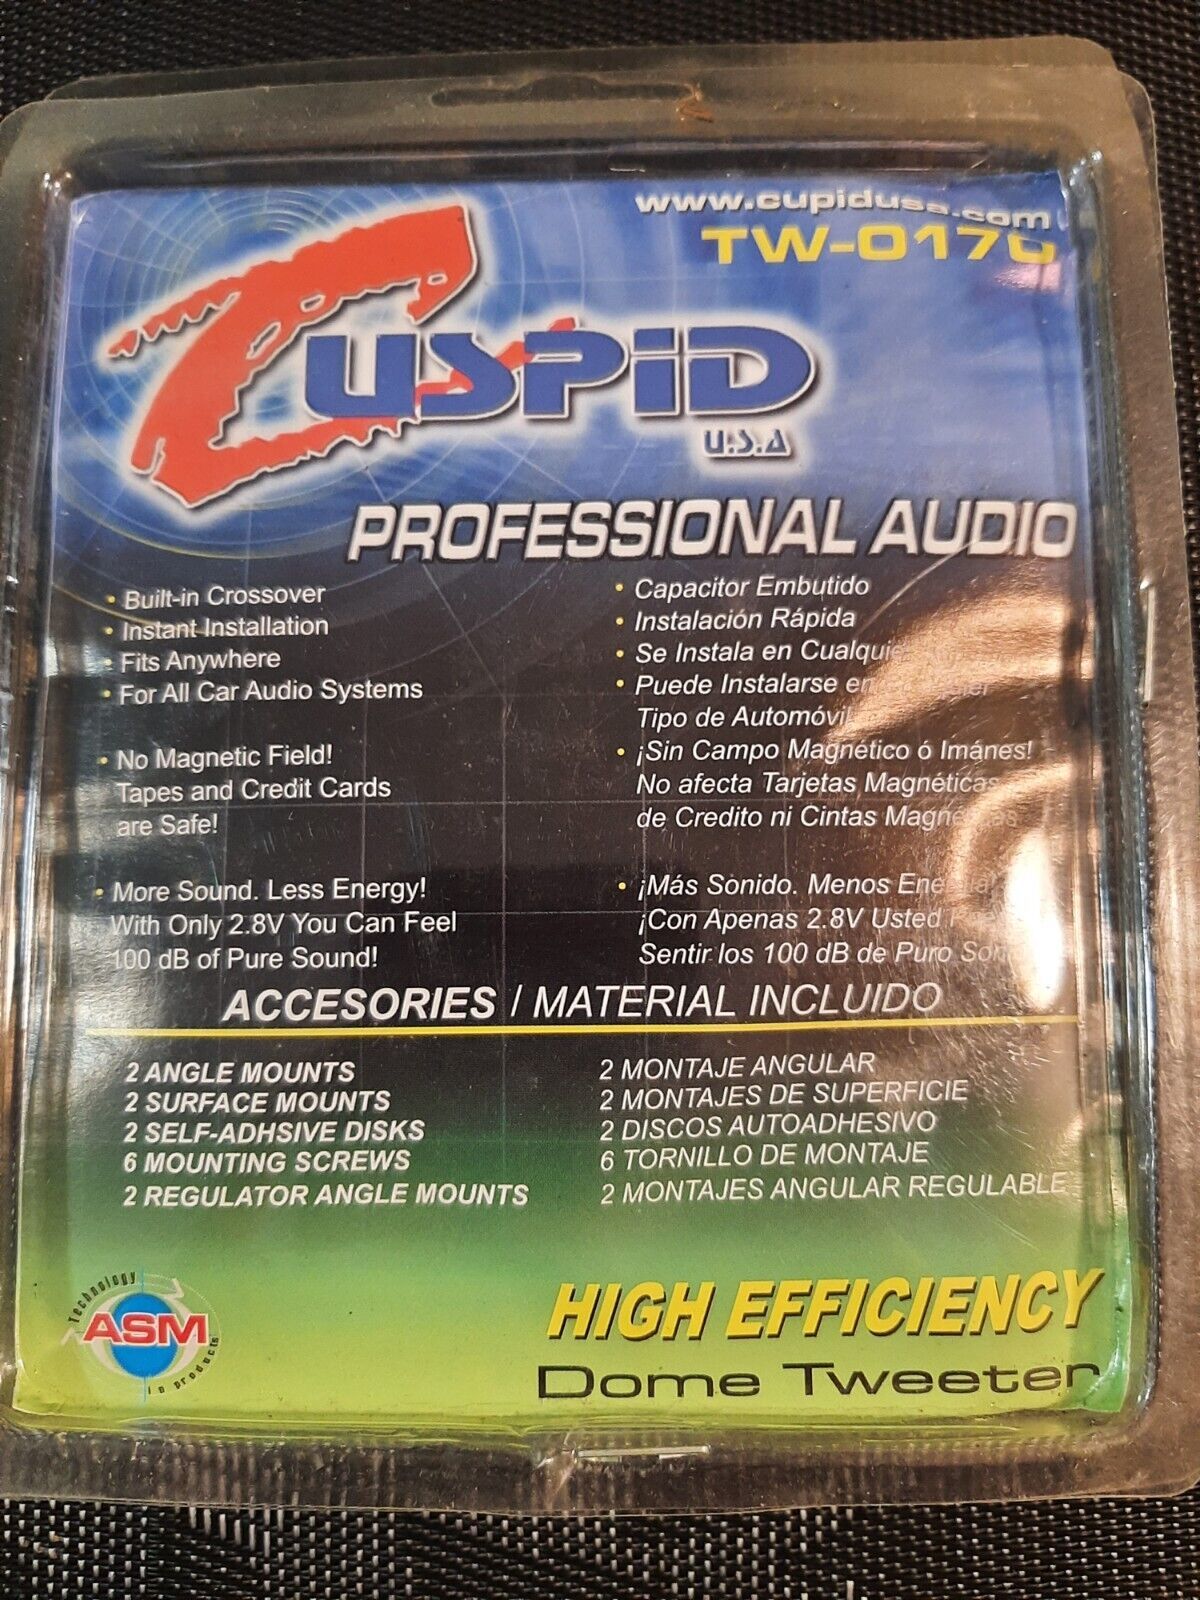 www.cupidusa.com
TW-0170
CUSPiD
U.S.A
PROFESSIONAL AUDIO
• Built-in Crossover
• Instant Installation
• Fits Anywhere
• For All Car Audio Systems
• No Magnetic Field!
Tapes and Credit Cards
are Safe!
• More Sound. Less Energy!
With Only 2.8V You Can Feel
100 dB of Pure Sound!
• Capacitor Embutido
• Instalación Rápida
• Se Instala en
• Puede Instalarse en
Tipo de Automóvil
• ¡Sin Campo Magnético ó Imánes!
No afecta Tarjetas Magnéticas
de Credito ni Cintas
• ¡Más Sonido. Menos
¡Con Apenas 2.8V Usted
Sentir los 100 dB de Puro
ACCESORIES / MATERIAL INCLUIDO
2 ANGLE MOUNTS
2 SURFACE MOUNTS
2 SELF-ADHSIVE DISKS
6 MOUNTING SCREWS
2 REGULATOR ANGLE MOUNTS
2 MONTAJE ANGULAR
2 MONTAJES DE SUPERFICIE
2 DISCOS AUTOADHESIVO
6 TORNILLO DE MONTAJE
2 MONTAJES ANGULAR REGULABLE
Technology
ASM
products
HIGH EFFICIENCY
Dome Tweeter